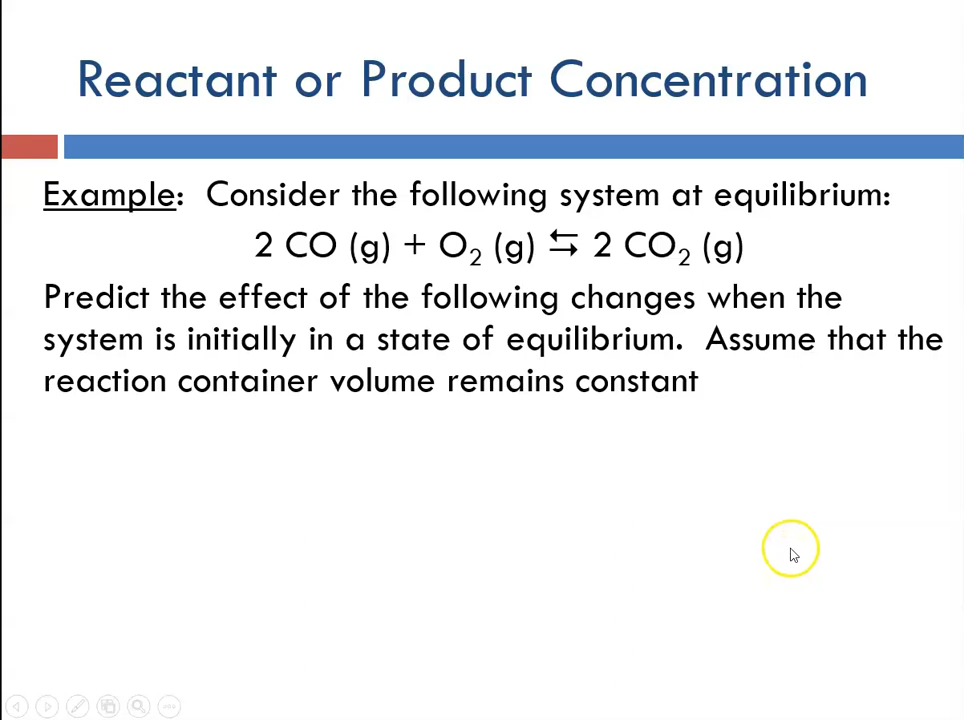 Reactant or Product Concentration
Example: Consider the following system at equilibrium:
2 CO (g) + O₂ (g) ⇆ 2 CO₂ (g)
Predict the effect of the following changes when the
system is initially in a state of equilibrium. Assume that the
reaction container volume remains constant